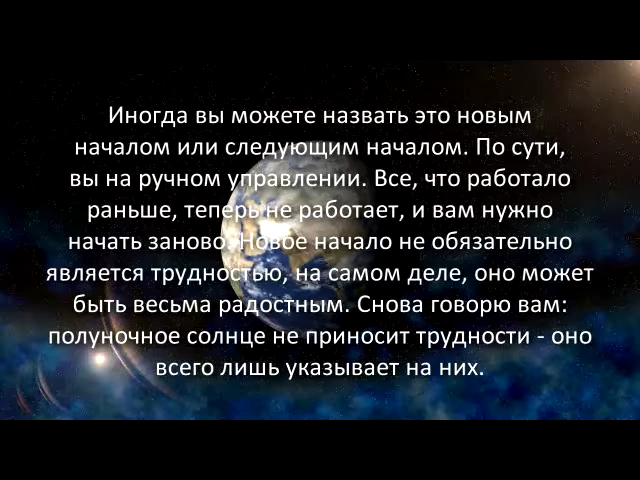 Иногда вы можете назвать это новым
началом или следующим началом. По сути,
вы на ручном управлении. Все, что работало
раньше, теперь не работает, и вам нужно
начать заново. Новое начало не обязательно
является трудностью, на самом деле, оно может
быть весьма радостным. Снова говорю вам:
полуночное солнце не приносит трудности - оно
всего лишь указывает на них.